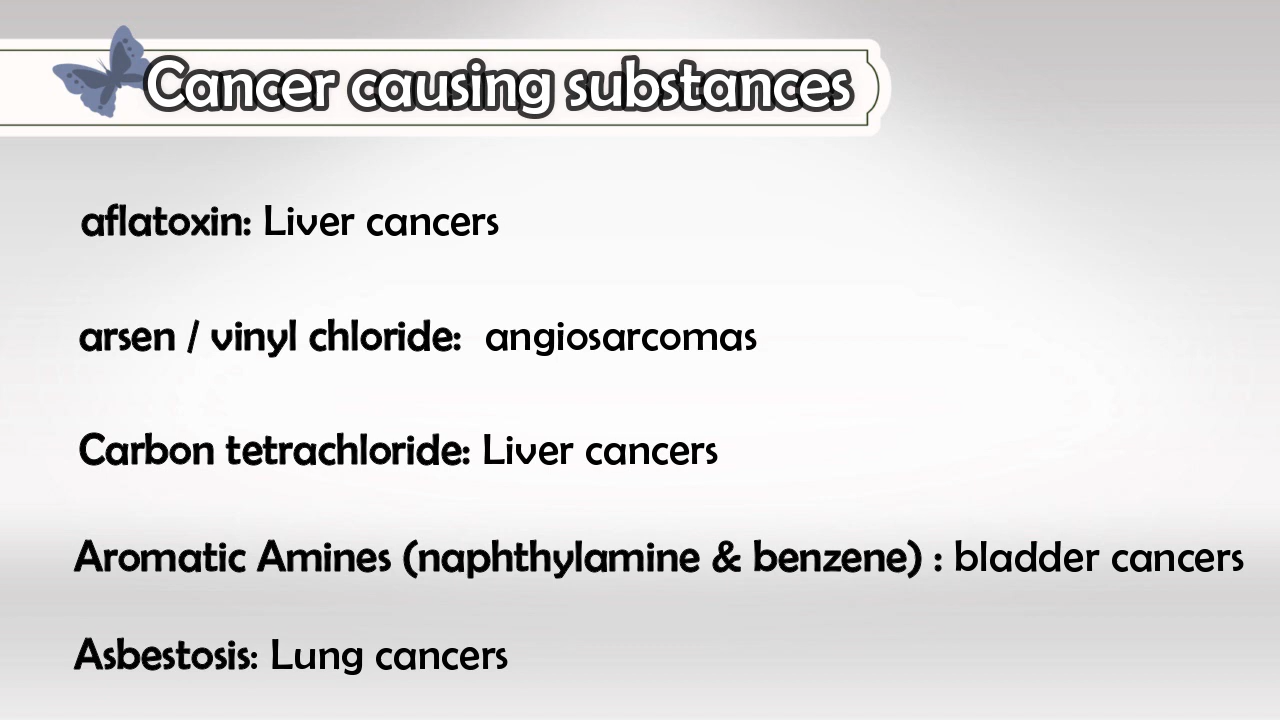 Cancer causing substances
aflatoxin: Liver cancers
arsen / vinyl chloride: angiosarcomas
Carbon tetrachloride: Liver cancers
Aromatic Amines (naphthylamine & benzene) : bladder cancers
Asbestosis: Lung cancers